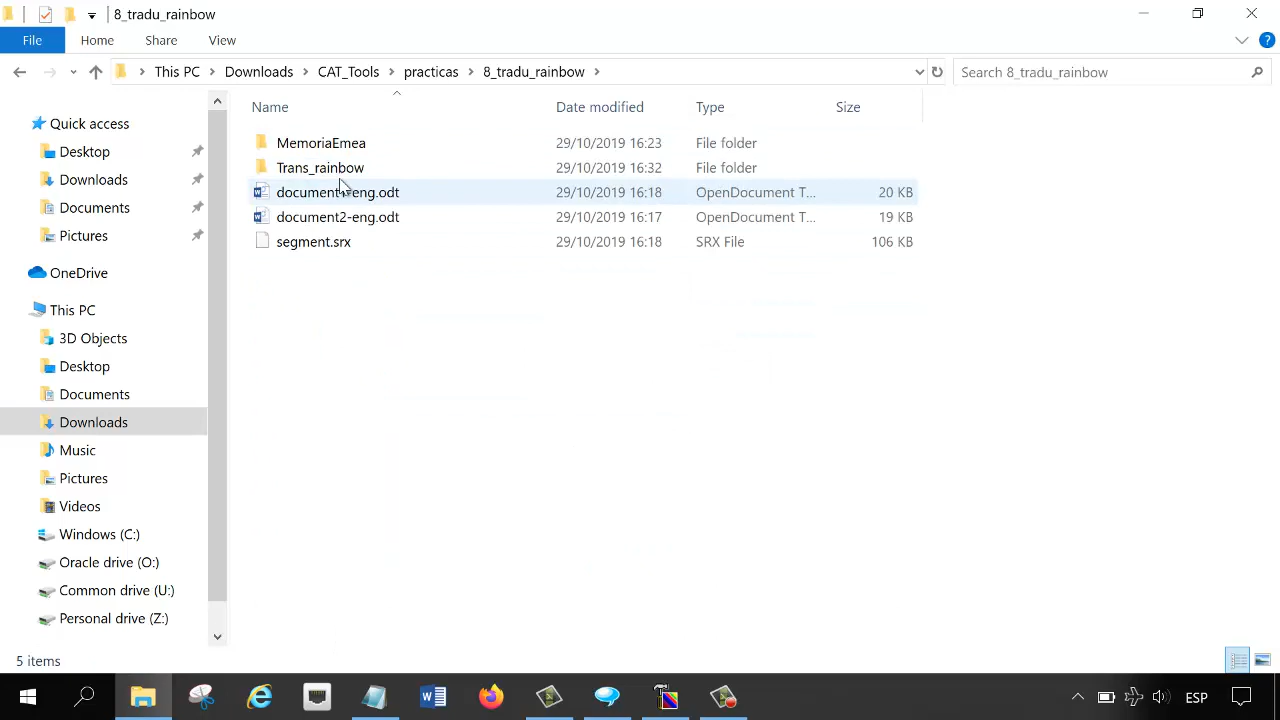 8_tradu_rainbow
File Home Share View
This PC Downloads CAT_Tools practicas 8_tradu_rainbow
Search 8_tradu_rainbow
Name Date modified Type Size
Quick access
Desktop
Downloads
Documents
Pictures
OneDrive
This PC
3D Objects
Desktop
Documents
Downloads
Music
Pictures
Videos
Windows (C:)
Oracle drive (O:)
Common drive (U:)
Personal drive (Z:)
MemoriaEmea 29/10/2019 16:23 File folder
Trans_rainbow 29/10/2019 16:32 File folder
document1-eng.odt 29/10/2019 16:18 OpenDocument T... 20 KB
document2-eng.odt 29/10/2019 16:17 OpenDocument T... 19 KB
segment.srx 29/10/2019 16:18 SRX File 106 KB
5 items
ESP